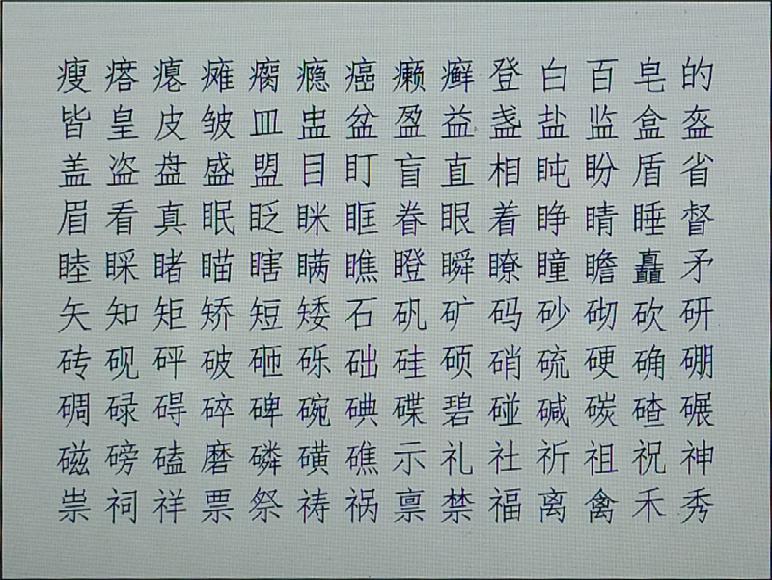 瘦瘩瘪瘫瘸瘾癌癞癣登白百皂的
皆皇皮皱皿盅盆盈益盏盐监盒盔
盖盗盘盛盟目盯盲直相盹盼盾省
眉看真眠眨眯眶眷眼着睁睛睡督
睦睬睹瞄瞎瞒瞧瞪瞬瞭瞳瞻矗矛
矢知矩矫短矮石矾矿码砂砌砍研
砖砚砰破砸砾础硅硕硝硫硬确硼
碉碌碍碎碑碗碘碟碧碰碱碳碴碾
磁磅磕磨磷磺礁示礼社祈祖祝神
祟祠祥票祭祷祸禀禁福离禽禾秀